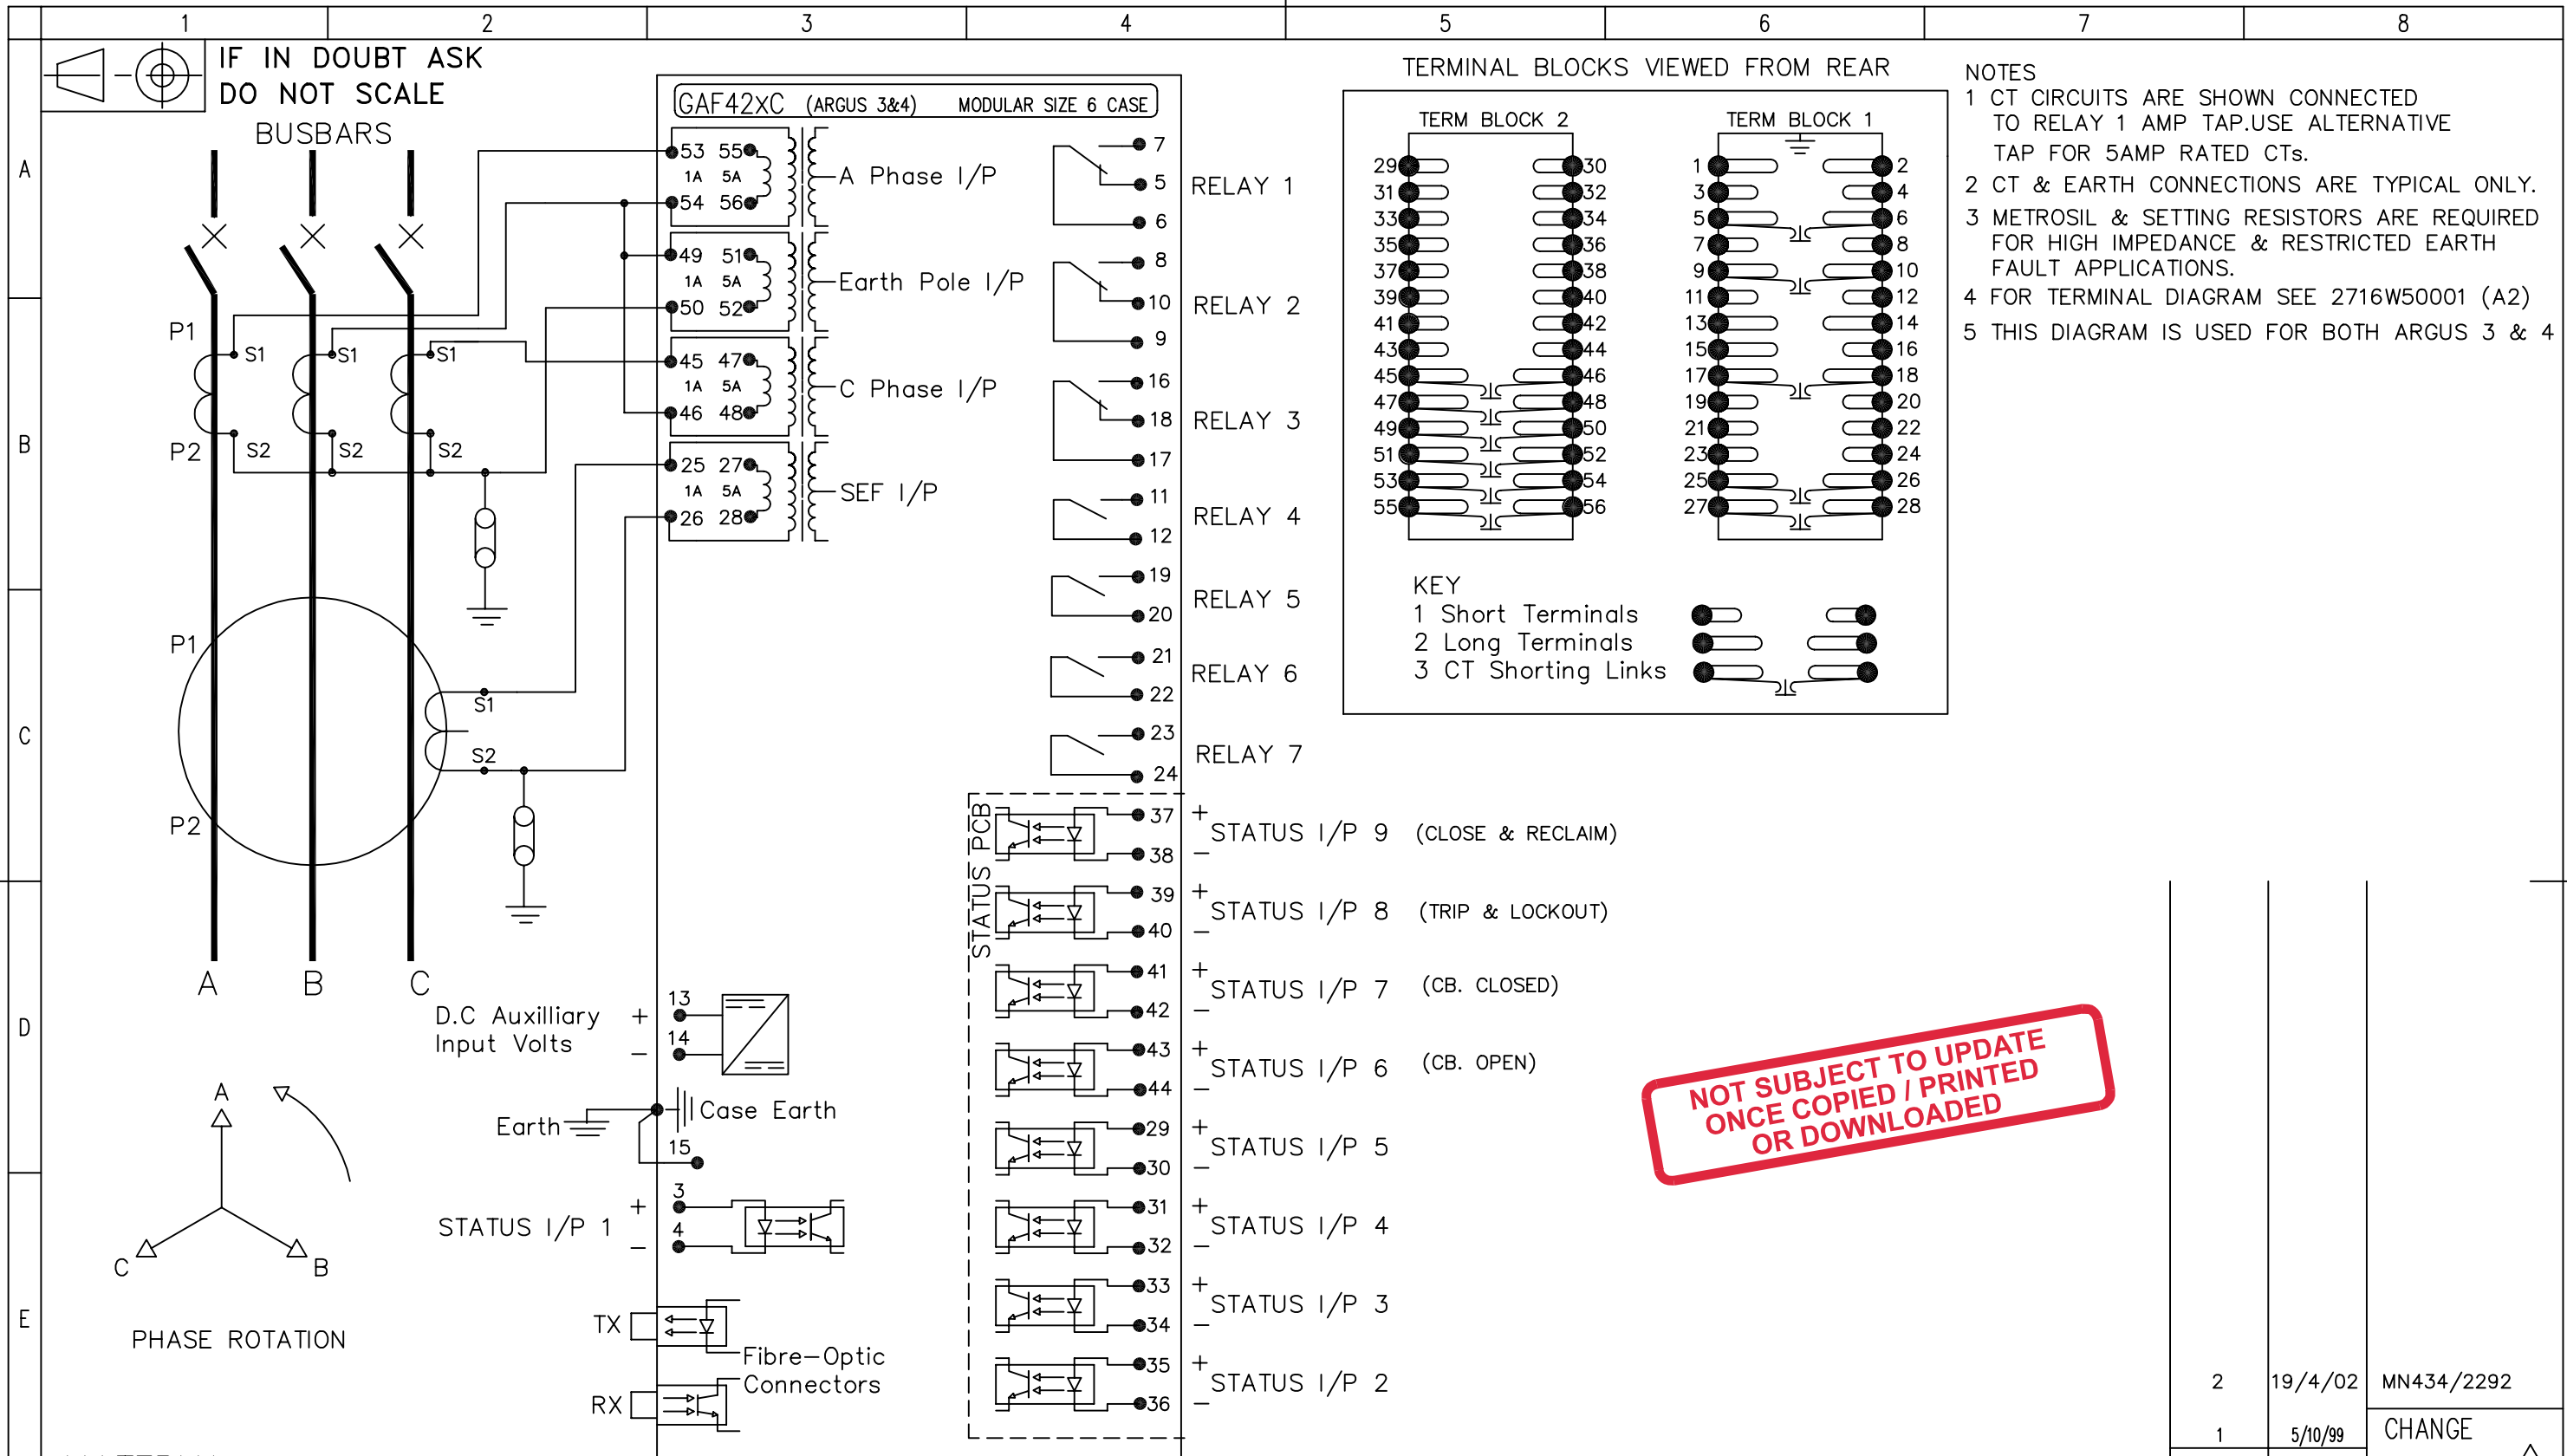 1 2 3 4 5 6 7 8
A
B
C
D
E
IF IN DOUBT ASK
DO NOT SCALE
BUSBARS
P1
S1 S1 S1
P2
S2 S2 S2
P1
S1
S2
P2
A B C
GAF42xC (ARGUS 3&4) MODULAR SIZE 6 CASE
53 55
1A 5A
54 56
A Phase I/P
49 51
1A 5A
50 52
Earth Pole I/P
45 47
1A 5A
46 48
C Phase I/P
25 27
1A 5A
26 28
SEF I/P
7
5
6
RELAY 1
8
10
9
RELAY 2
16
18
17
RELAY 3
11
12
RELAY 4
19
20
RELAY 5
21
22
RELAY 6
23
24
RELAY 7
STATUS PCB
37 +
38 −
STATUS I/P 9 (CLOSE & RECLAIM)
39 +
40 −
STATUS I/P 8 (TRIP & LOCKOUT)
41 +
42 −
STATUS I/P 7 (CB. CLOSED)
43 +
44 −
STATUS I/P 6 (CB. OPEN)
29 +
30 −
STATUS I/P 5
31 +
32 −
STATUS I/P 4
33 +
34 −
STATUS I/P 3
35 +
36 −
STATUS I/P 2
D.C Auxilliary
Input Volts
+ 13
− 14
Earth
Case Earth
15
STATUS I/P 1
+ 3
− 4
TX
RX
Fibre-Optic
Connectors
A
C
B
PHASE ROTATION
TERMINAL BLOCKS VIEWED FROM REAR
TERM BLOCK 2
29 30
31 32
33 34
35 36
37 38
39 40
41 42
43 44
45 46
47 48
49 50
51 52
53 54
55 56
TERM BLOCK 1
1 2
3 4
5 6
7 8
9 10
11 12
13 14
15 16
17 18
19 20
21 22
23 24
25 26
27 28
KEY
1 Short Terminals
2 Long Terminals
3 CT Shorting Links
NOTES
1 CT CIRCUITS ARE SHOWN CONNECTED
TO RELAY 1 AMP TAP.USE ALTERNATIVE
TAP FOR 5AMP RATED CTs.
2 CT & EARTH CONNECTIONS ARE TYPICAL ONLY.
3 METROSIL & SETTING RESISTORS ARE REQUIRED
FOR HIGH IMPEDANCE & RESTRICTED EARTH
FAULT APPLICATIONS.
4 FOR TERMINAL DIAGRAM SEE 2716W50001 (A2)
5 THIS DIAGRAM IS USED FOR BOTH ARGUS 3 & 4
NOT SUBJECT TO UPDATE
ONCE COPIED / PRINTED
OR DOWNLOADED
2 19/4/02 MN434/2292
1 5/10/99 CHANGE